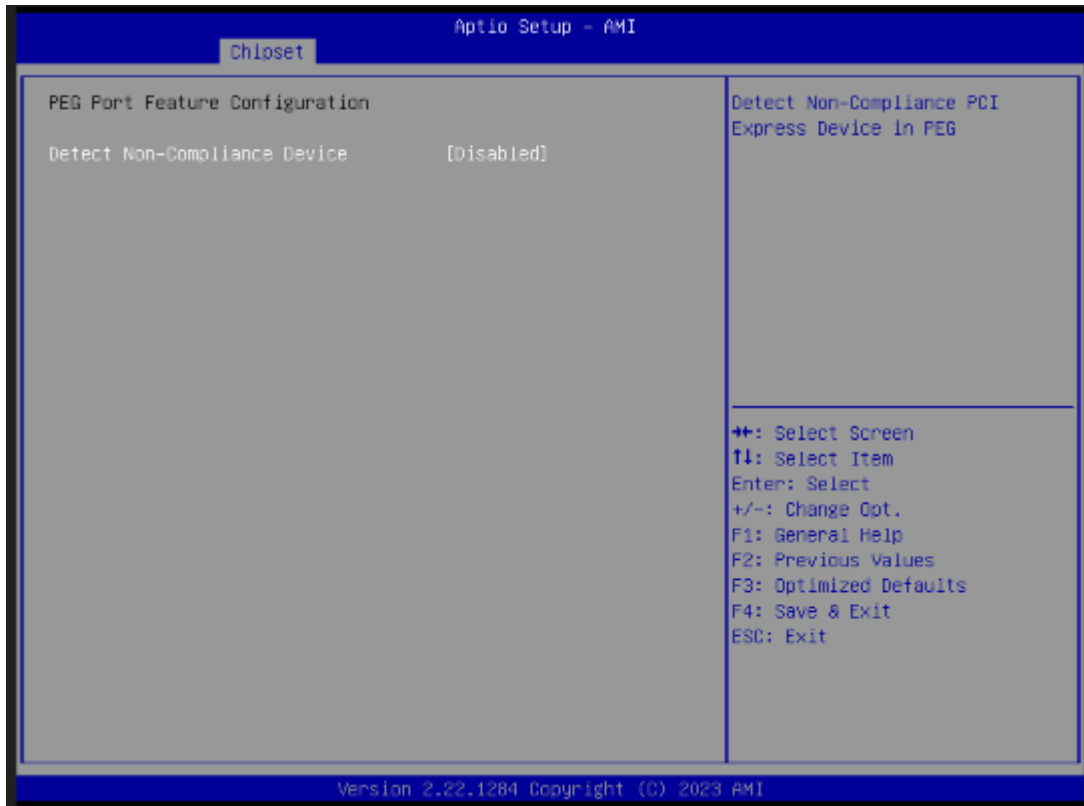 Aptio Setup - AMI
Chipset
PEG Port Feature Configuration
Detect Non-Compliance Device [Disabled]
Detect Non-Compliance PCI
Express Device in PEG
→←: Select Screen
↑↓: Select Item
Enter: Select
+/-: Change Opt.
F1: General Help
F2: Previous Values
F3: Optimized Defaults
F4: Save & Exit
ESC: Exit
Version 2.22.1284 Copyright (C) 2023 AMI